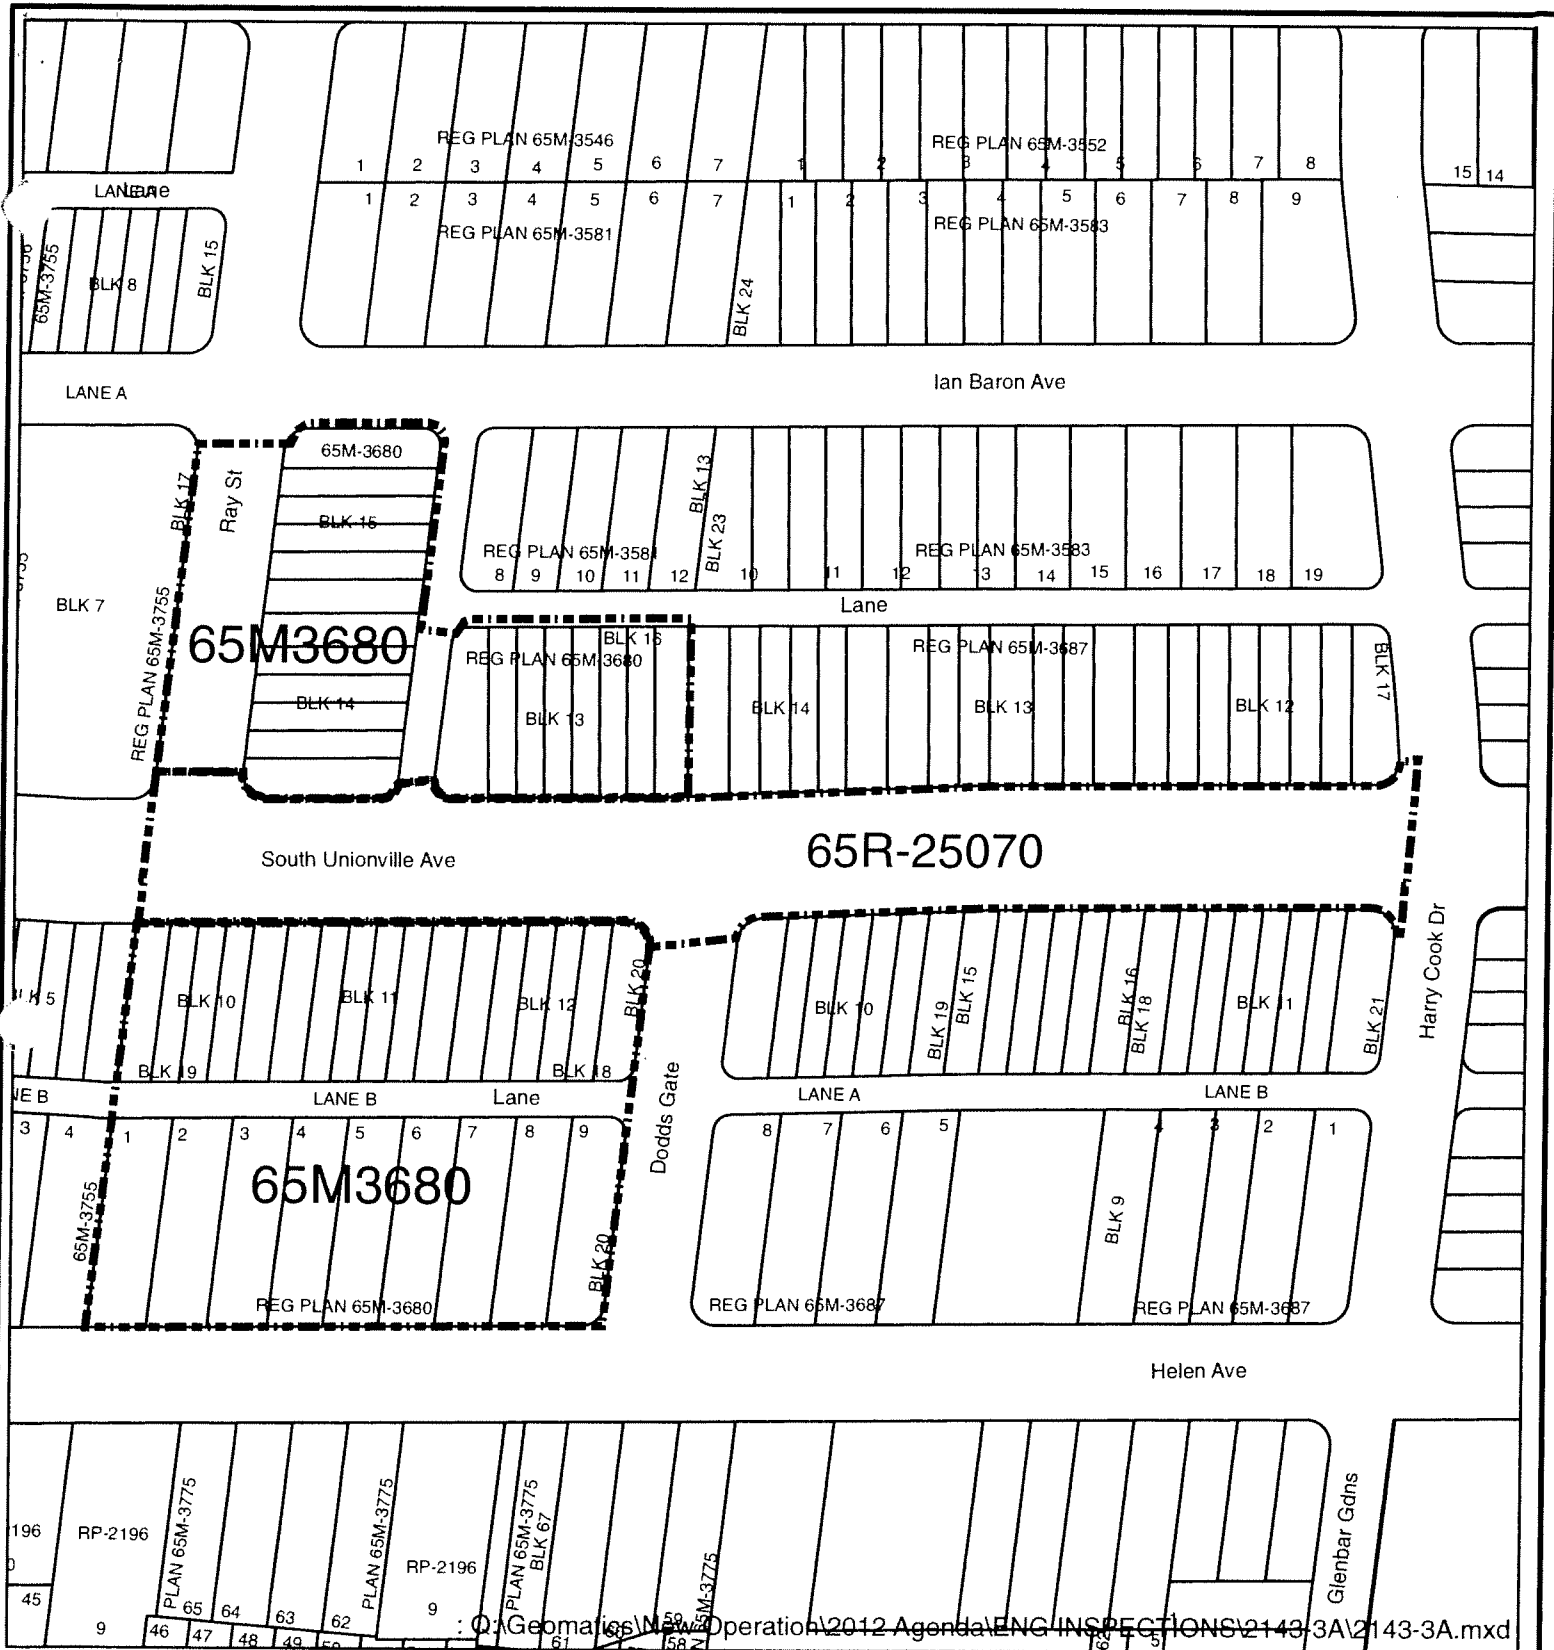 REG PLAN 65M-3546
REG PLAN 65M-3552
1 2 3 4 5 6 7 1 2 3 4 5 6 7 8
15 14
LANE A Lane
1 2 3 4 5 6 7 1 2 3 4 5 6 7 8 9
REG PLAN 65M-3581
REG PLAN 65M-3583
65M-3755
BLK 8
BLK 15
BLK 24
LANE A
Ian Baron Ave
65M-3680
BLK 17
Ray St
BLK 15
BLK 13
BLK 23
REG PLAN 65M-3581
REG PLAN 65M-3583
8 9 10 11 12 10 11 12 13 14 15 16 17 18 19
BLK 7
Lane
REG PLAN 65M-3755
65M3680
BLK 16
REG PLAN 65M-3680
REG PLAN 65M-3687
BLK 17
BLK 14
BLK 13
BLK 14
BLK 13
BLK 12
65R-25070
South Unionville Ave
Harry Cook Dr
BLK 10
BLK 11
BLK 12
BLK 20
BLK 10
BLK 19
BLK 15
BLK 16
BLK 18
BLK 11
BLK 21
BLK 19
BLK 18
Dodds Gate
LANE B
Lane
LANE A
LANE B
3 4 1 2 3 4 5 6 7 8 9
8 7 6 5 4 3 2 1
65M3680
65M-3755
BLK 20
BLK 9
REG PLAN 65M-3680
REG PLAN 65M-3687
REG PLAN 65M-3687
Helen Ave
Glenbar Gdns
RP-2196
PLAN 65M-3775
PLAN 65M-3775
RP-2196
PLAN 65M-3775
BLK 67
65M-3775
45
9
65 64 63 62
9
46 47 48 49
61
59
58
: Q:\Geomatics\New Operation\2012 Agenda\ENG INSPECTIONS\2143-3A\2143-3A.mxd